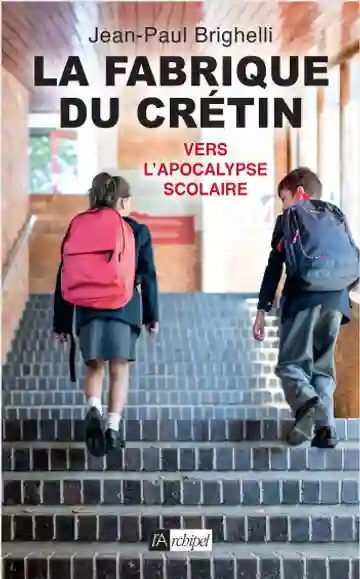 Jean-Paul Brighelli
LA FABRIQUE
DU CRÉTIN
VERS
L'APOCALYPSE
SCOLAIRE
l'Archipel